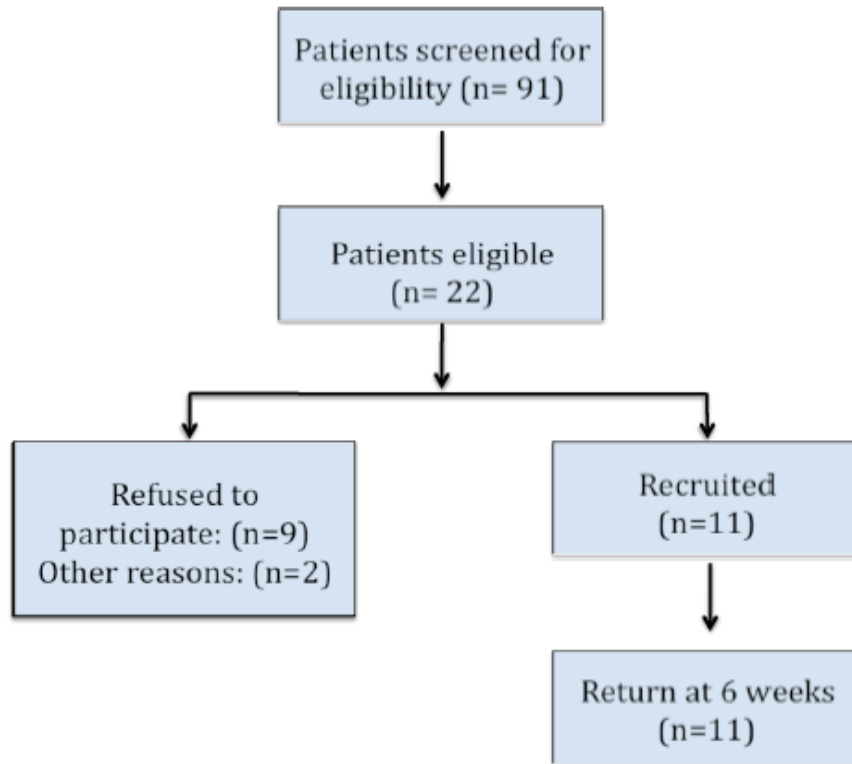 Patients screened for
eligibility (n= 91)
Patients eligible
(n= 22)
Refused to
participate: (n=9)
Other reasons: (n=2)
Recruited
(n=11)
Return at 6 weeks
(n=11)